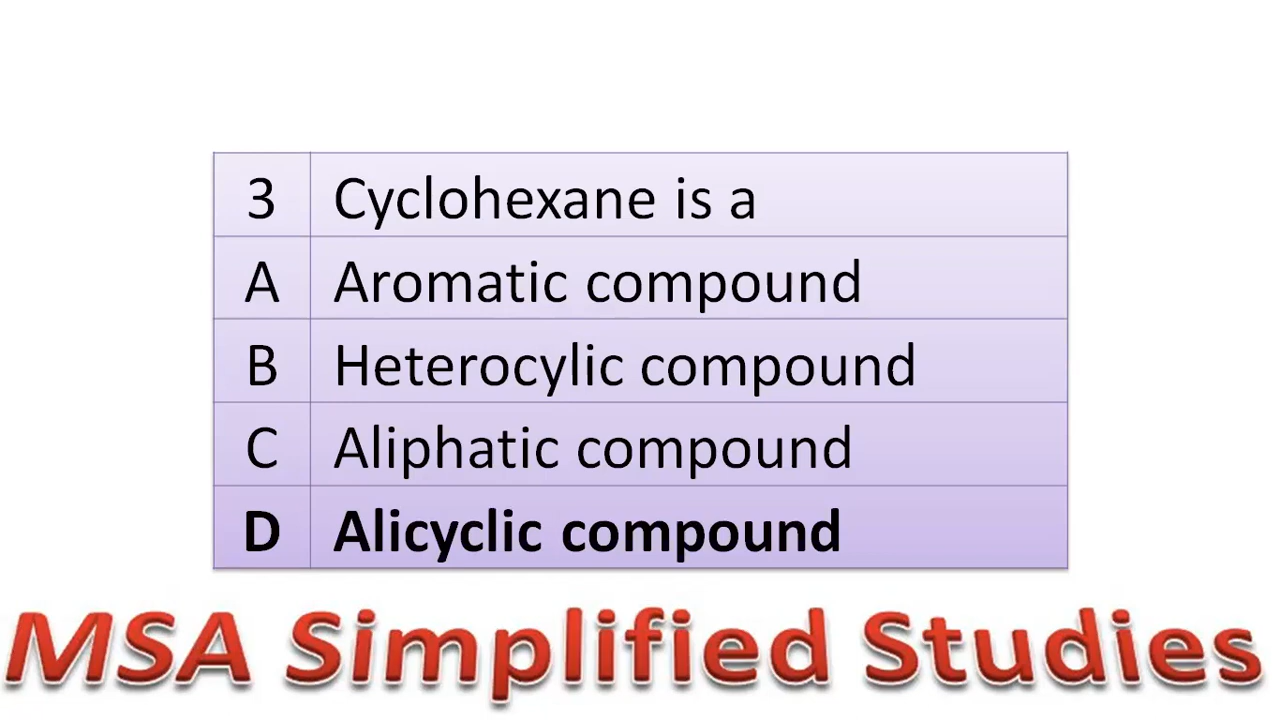 3 Cyclohexane is a
A Aromatic compound
B Heterocylic compound
C Aliphatic compound
D Alicyclic compound
MSA Simplified Studies